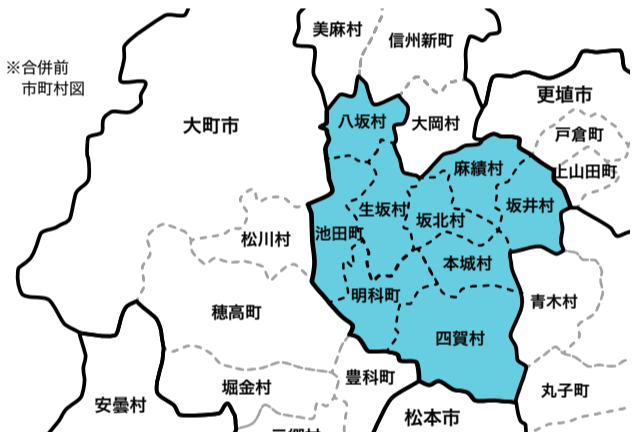 美麻村
信州新町
※合併前
市町村図
更埴市
大町市
八坂村
大岡村
戸倉町
麻績村
上山田町
生坂村
坂北村
坂井村
池田町
松川村
本城村
明科町
青木村
穂高町
四賀村
豊科町
堀金村
丸子町
安曇村
松本市